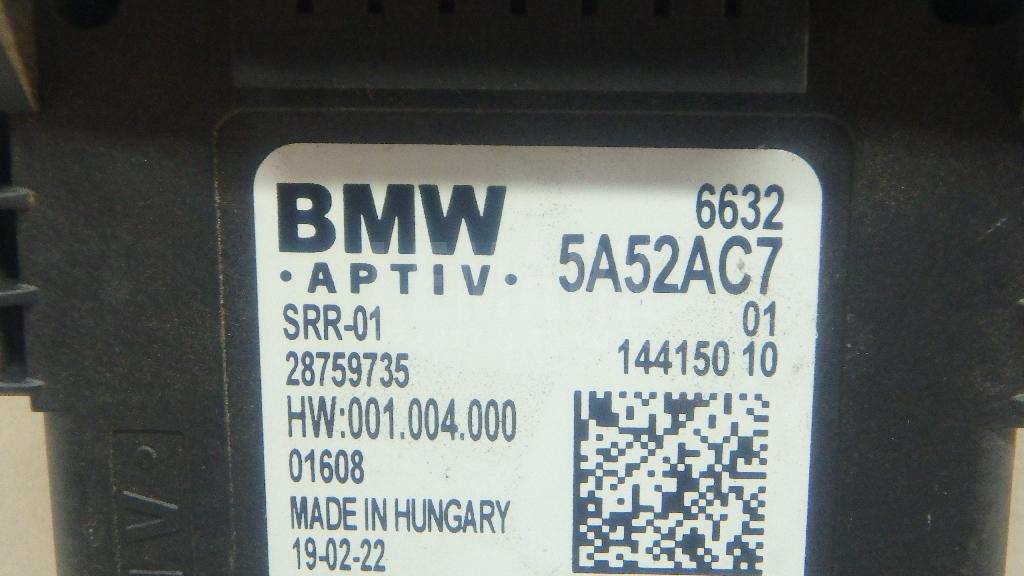 BMW
·APTIV·
6632
5A52AC7
01
144150 10
SRR-01
28759735
HW:001.004.000
01608
MADE IN HUNGARY
19-02-22